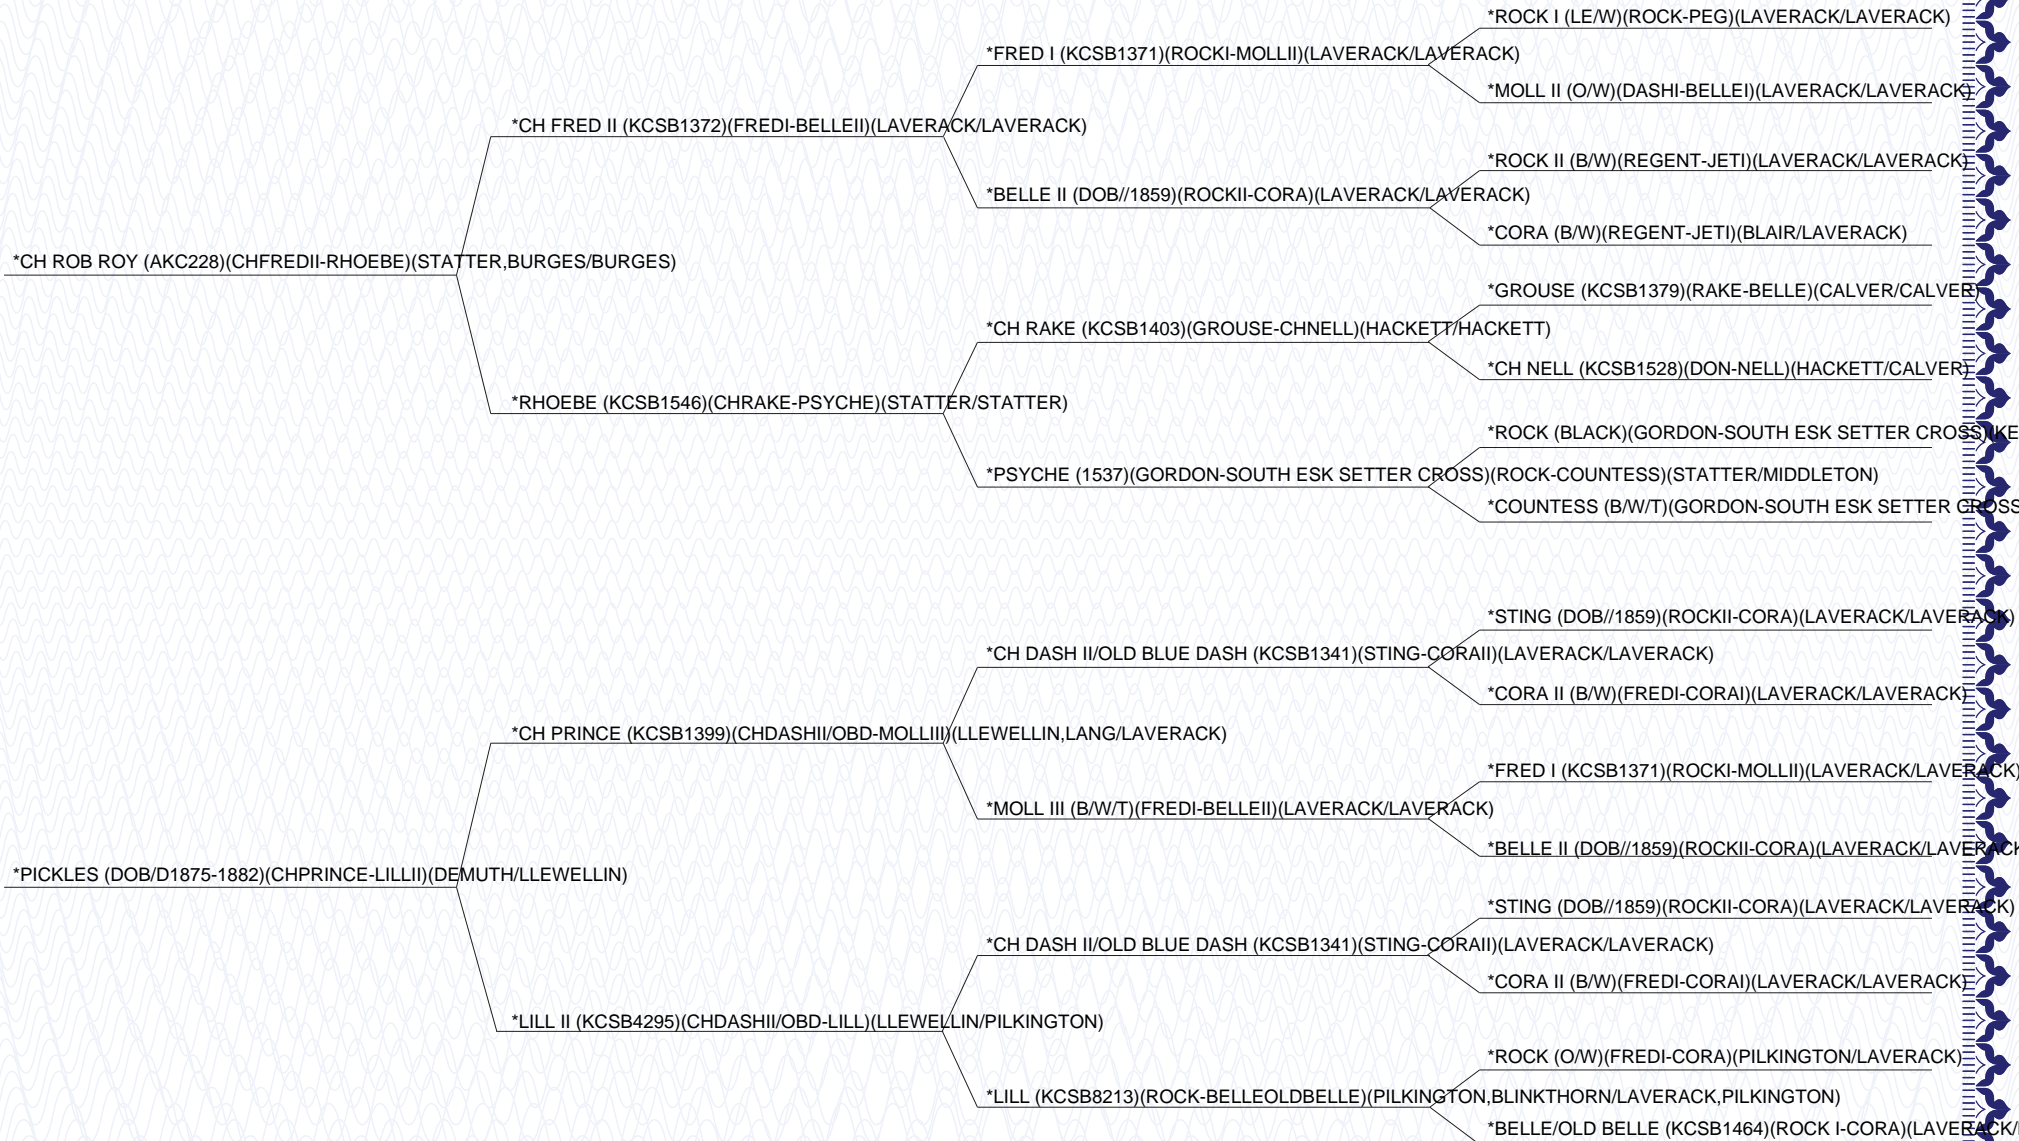 *ROCK I (LE/W)(ROCK-PEG)(LAVERACK/LAVERACK)
*FRED I (KCSB1371)(ROCKI-MOLLII)(LAVERACK/LAVERACK)
*MOLL II (O/W)(DASHI-BELLEI)(LAVERACK/LAVERACK)
*CH FRED II (KCSB1372)(FREDI-BELLEII)(LAVERACK/LAVERACK)
*ROCK II (B/W)(REGENT-JETI)(LAVERACK/LAVERACK)
*BELLE II (DOB//1859)(ROCKII-CORA)(LAVERACK/LAVERACK)
*CORA (B/W)(REGENT-JETI)(BLAIR/LAVERACK)
*CH ROB ROY (AKC228)(CHFREDII-RHOEBE)(STATTER,BURGES/BURGES)
*GROUSE (KCSB1379)(RAKE-BELLE)(CALVER/CALVER)
*CH RAKE (KCSB1403)(GROUSE-CHNELL)(HACKETT/HACKETT)
*CH NELL (KCSB1528)(DON-NELL)(HACKETT/CALVER)
*RHOEBE (KCSB1546)(CHRAKE-PSYCHE)(STATTER/STATTER)
*ROCK (BLACK)(GORDON-SOUTH ESK SETTER CROSS)(KE
*PSYCHE (1537)(GORDON-SOUTH ESK SETTER CROSS)(ROCK-COUNTESS)(STATTER/MIDDLETON)
*COUNTESS (B/W/T)(GORDON-SOUTH ESK SETTER CROSS
*STING (DOB//1859)(ROCKII-CORA)(LAVERACK/LAVERACK)
*CH DASH II/OLD BLUE DASH (KCSB1341)(STING-CORAII)(LAVERACK/LAVERACK)
*CORA II (B/W)(FREDI-CORAI)(LAVERACK/LAVERACK)
*CH PRINCE (KCSB1399)(CHDASHII/OBD-MOLLIII)(LLEWELLIN,LANG/LAVERACK)
*FRED I (KCSB1371)(ROCKI-MOLLII)(LAVERACK/LAVERACK)
*MOLL III (B/W/T)(FREDI-BELLEII)(LAVERACK/LAVERACK)
*BELLE II (DOB//1859)(ROCKII-CORA)(LAVERACK/LAVERACK
*PICKLES (DOB/D1875-1882)(CHPRINCE-LILLII)(DEMUTH/LLEWELLIN)
*STING (DOB//1859)(ROCKII-CORA)(LAVERACK/LAVERACK)
*CH DASH II/OLD BLUE DASH (KCSB1341)(STING-CORAII)(LAVERACK/LAVERACK)
*CORA II (B/W)(FREDI-CORAI)(LAVERACK/LAVERACK)
*LILL II (KCSB4295)(CHDASHII/OBD-LILL)(LLEWELLIN/PILKINGTON)
*ROCK (O/W)(FREDI-CORA)(PILKINGTON/LAVERACK)
*LILL (KCSB8213)(ROCK-BELLEOLDBELLE)(PILKINGTON,BLINKTHORN/LAVERACK,PILKINGTON)
*BELLE/OLD BELLE (KCSB1464)(ROCK I-CORA)(LAVERACK/